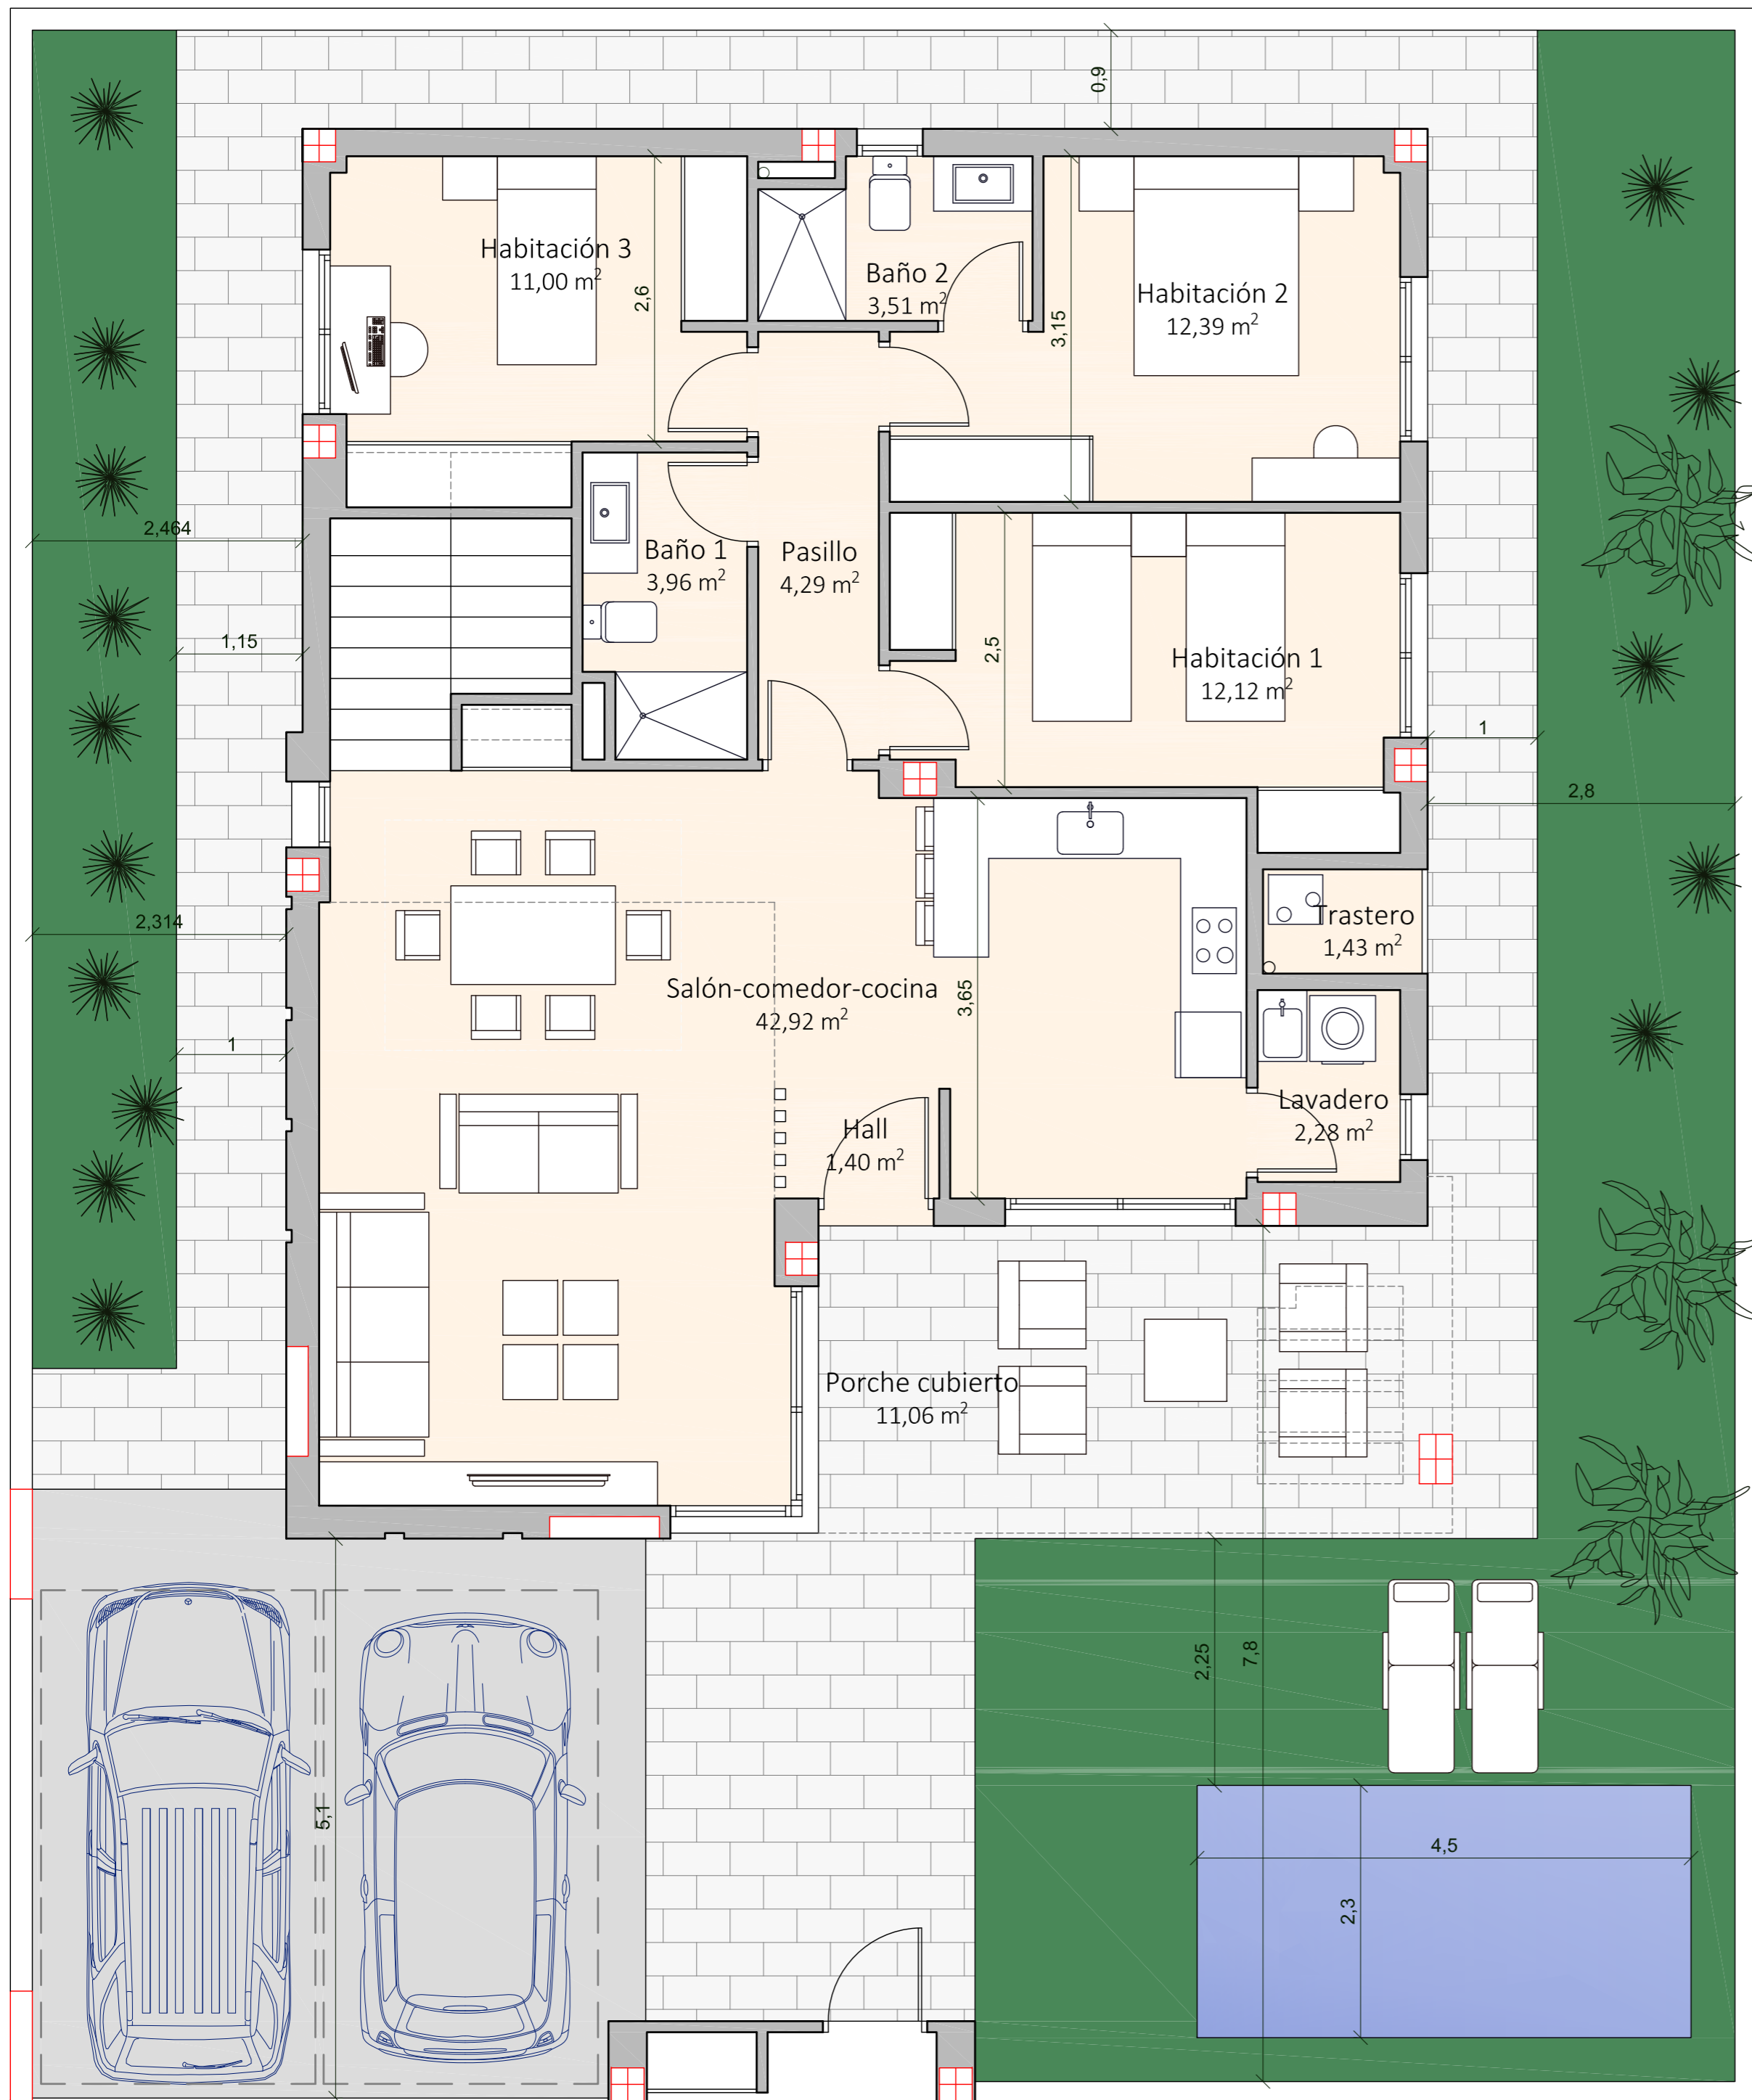 0,9
Habitación 3
11,00 m²
2,6
Baño 2
3,51 m²
3,15
Habitación 2
12,39 m²
2,464
Baño 1
3,96 m²
Pasillo
4,29 m²
1,15
2,5
Habitación 1
12,12 m²
1
2,8
2,314
Trastero
1,43 m²
Salón-comedor-cocina
42,92 m²
3,65
1
Hall
1,40 m²
Lavadero
2,28 m²
Porche cubierto
11,06 m²
2,25
7,8
5,1
4,5
2,3